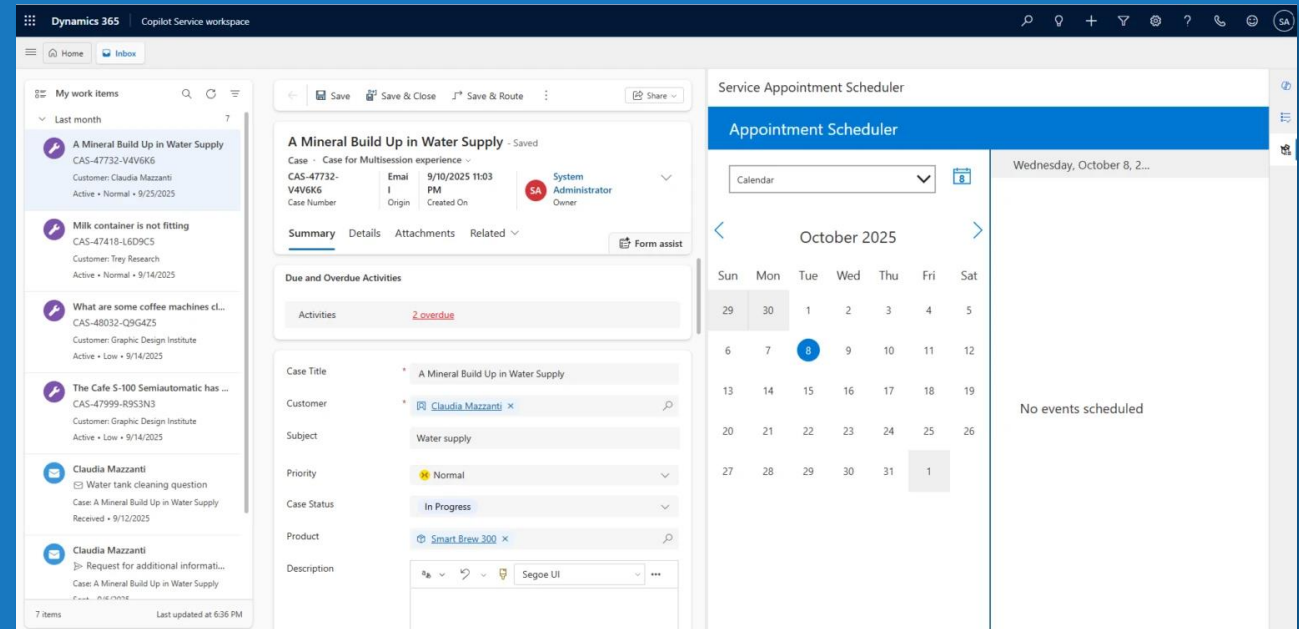 Dynamics 365 Copilot Service workspace
SA
Home Inbox
My work items
Last month 7
A Mineral Build Up in Water Supply
CAS-47732-V4V6K6
Customer: Claudia Mazzanti
Active • Normal • 9/25/2025
Milk container is not fitting
CAS-47418-L6D9C5
Customer: Trey Research
Active • Normal • 9/14/2025
What are some coffee machines cl...
CAS-48032-Q9G4Z5
Customer: Graphic Design Institute
Active • Low • 9/14/2025
The Cafe S-100 Semiautomatic has ...
CAS-47999-R9S3N3
Customer: Graphic Design Institute
Active • Low • 9/14/2025
Claudia Mazzanti
Water tank cleaning question
Case: A Mineral Build Up in Water Supply
Received • 9/12/2025
Claudia Mazzanti
Request for additional informati...
Case: A Mineral Build Up in Water Supply
7 items Last updated at 6:36 PM
Save Save & Close Save & Route Share
A Mineral Build Up in Water Supply - Saved
Case · Case for Multisession experience
CAS-47732-
V4V6K6
Case Number
Emai
l
Origin
9/10/2025 11:03
PM
Created On
SA
System
Administrator
Owner
Summary Details Attachments Related
Form assist
Due and Overdue Activities
Activities 2 overdue
Case Title * A Mineral Build Up in Water Supply
Customer * Claudia Mazzanti ×
Subject Water supply
Priority Normal
Case Status In Progress
Product Smart Brew 300 ×
Description
Segoe UI
Service Appointment Scheduler
Appointment Scheduler
Calendar
8
October 2025
Sun Mon Tue Wed Thu Fri Sat
29 30 1 2 3 4 5
6 7 8 9 10 11 12
13 14 15 16 17 18 19
20 21 22 23 24 25 26
27 28 29 30 31 1
Wednesday, October 8, 2...
No events scheduled